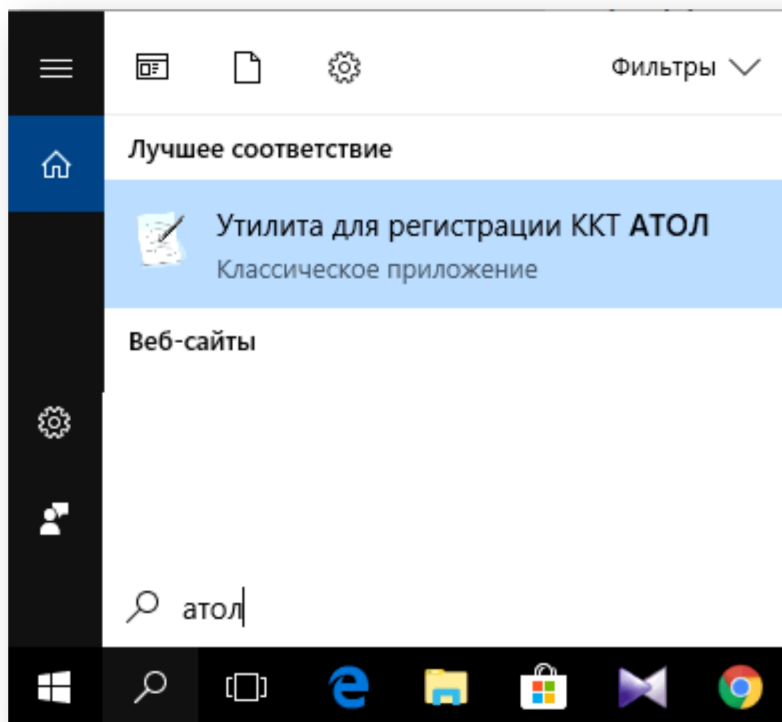 Фильтры
Лучшее соответствие
Утилита для регистрации ККТ АТОЛ
Классическое приложение
Веб-сайты
атол